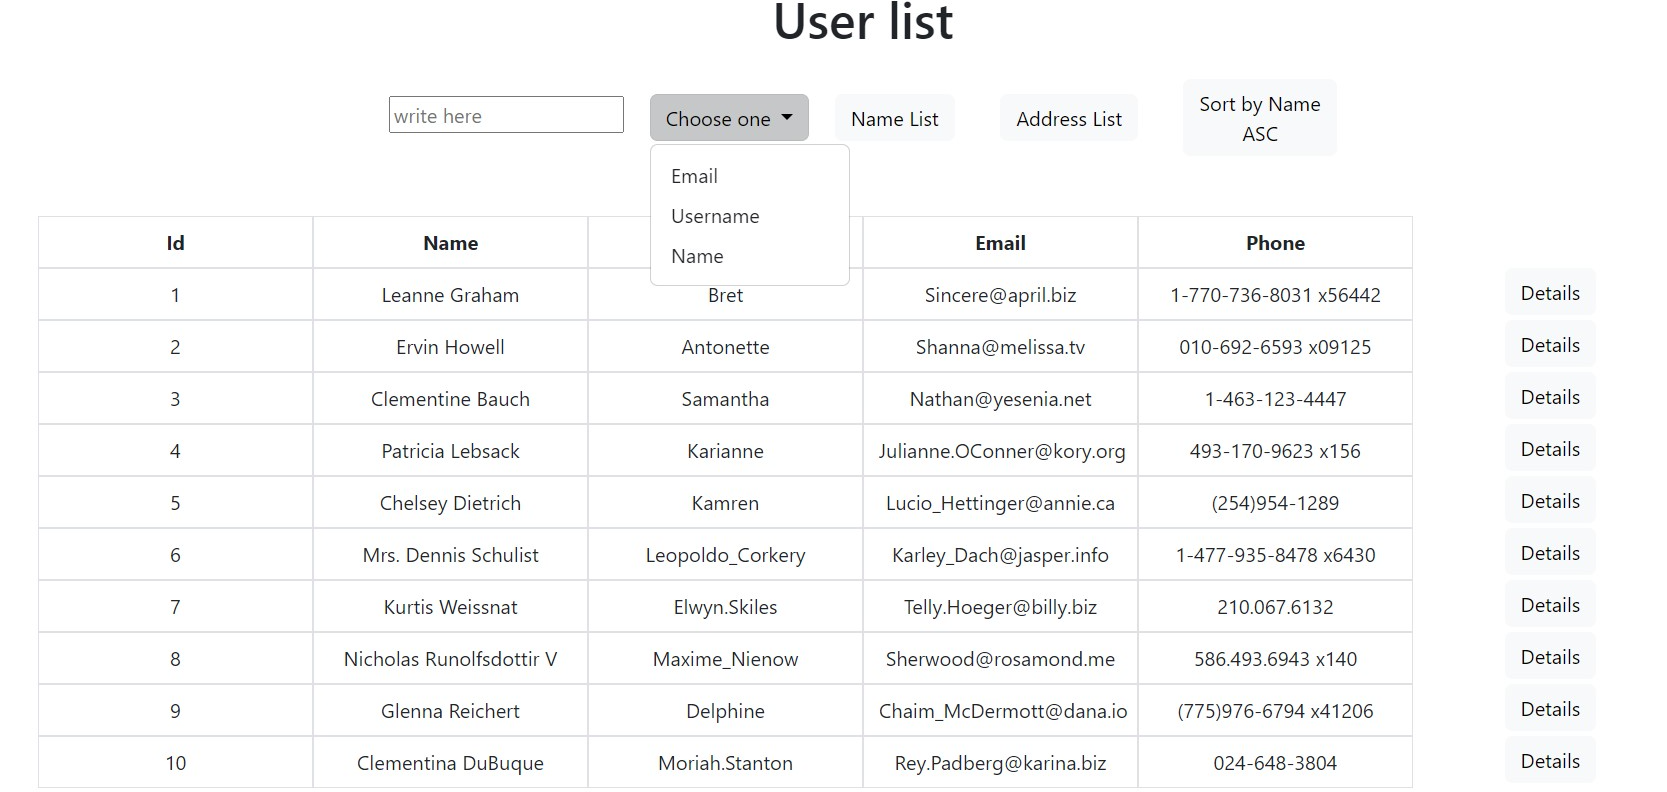 User list
write here
Choose one
Name List
Address List
Sort by Name
ASC
Email
Username
Name
Id Name Email Phone
1 Leanne Graham Bret Sincere@april.biz 1-770-736-8031 x56442 Details
2 Ervin Howell Antonette Shanna@melissa.tv 010-692-6593 x09125 Details
3 Clementine Bauch Samantha Nathan@yesenia.net 1-463-123-4447 Details
4 Patricia Lebsack Karianne Julianne.OConner@kory.org 493-170-9623 x156 Details
5 Chelsey Dietrich Kamren Lucio_Hettinger@annie.ca (254)954-1289 Details
6 Mrs. Dennis Schulist Leopoldo_Corkery Karley_Dach@jasper.info 1-477-935-8478 x6430 Details
7 Kurtis Weissnat Elwyn.Skiles Telly.Hoeger@billy.biz 210.067.6132 Details
8 Nicholas Runolfsdottir V Maxime_Nienow Sherwood@rosamond.me 586.493.6943 x140 Details
9 Glenna Reichert Delphine Chaim_McDermott@dana.io (775)976-6794 x41206 Details
10 Clementina DuBuque Moriah.Stanton Rey.Padberg@karina.biz 024-648-3804 Details